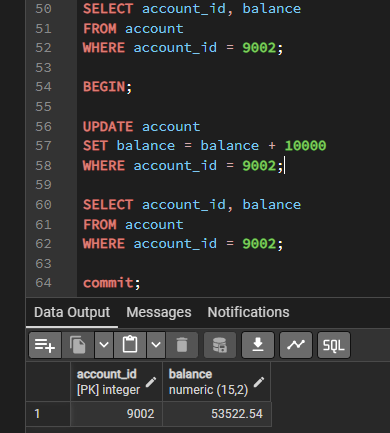 50 SELECT account_id, balance
51 FROM account
52 WHERE account_id = 9002;
53
54 BEGIN;
55
56 UPDATE account
57 SET balance = balance + 10000
58 WHERE account_id = 9002;
59
60 SELECT account_id, balance
61 FROM account
62 WHERE account_id = 9002;
63
64 commit;
Data Output Messages Notifications
SQL
account_id balance
[PK] integer numeric (15,2)
1 9002 53522.54